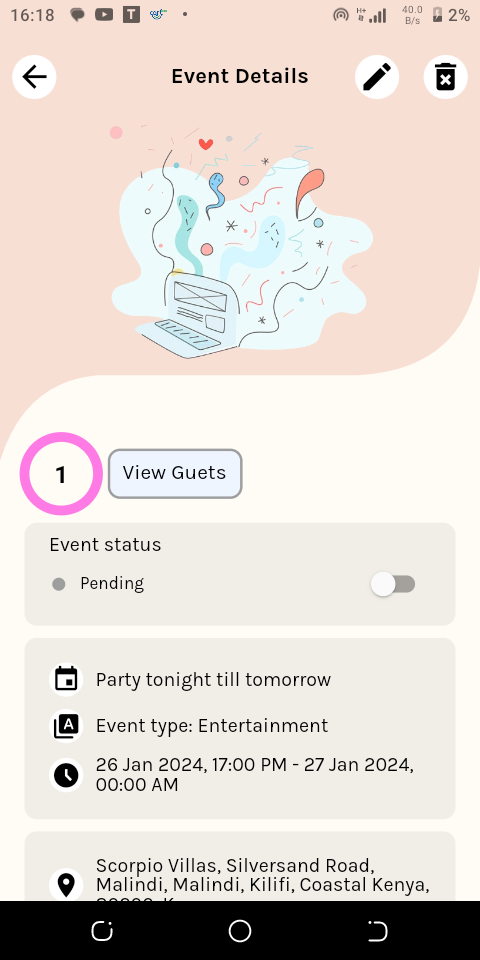 16:18 T H+ 40.0 B/s 2%
Event Details
1
View Guets
Event status
Pending
Party tonight till tomorrow
A Event type: Entertainment
26 Jan 2024, 17:00 PM - 27 Jan 2024,
00:00 AM
Scorpio Villas, Silversand Road,
Malindi, Malindi, Kilifi, Coastal Kenya,